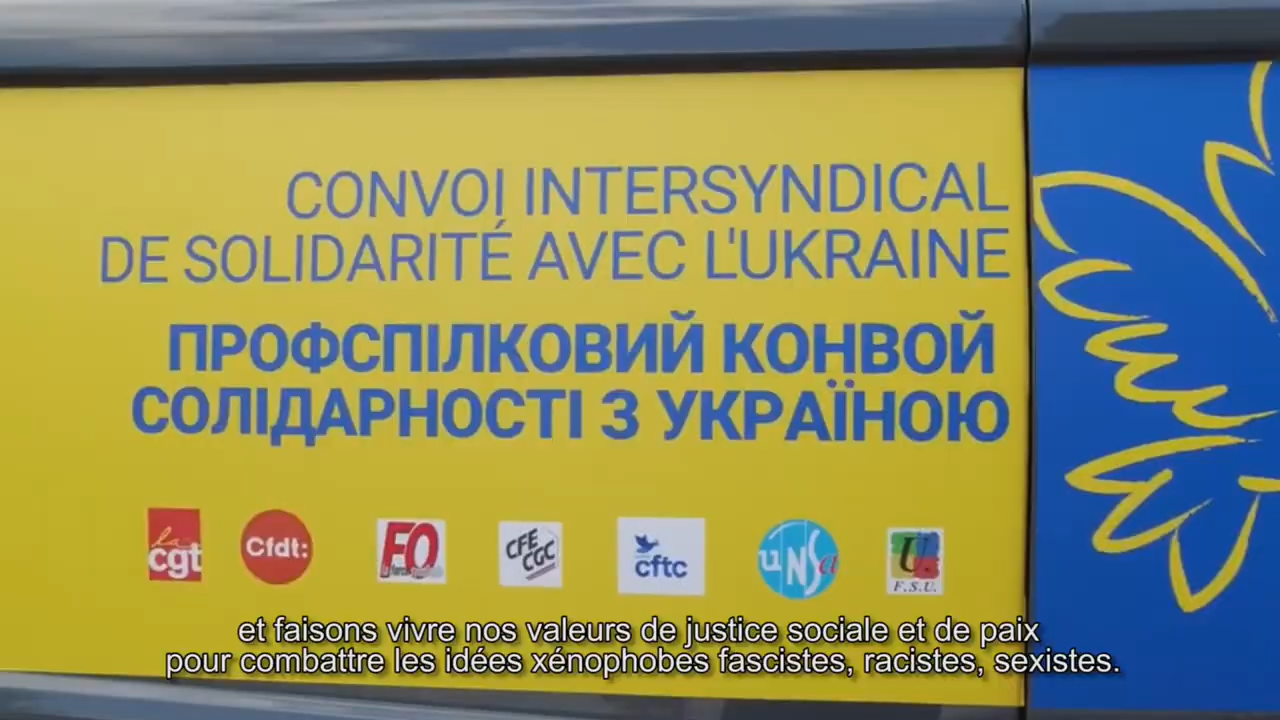 CONVOI INTERSYNDICAL
DE SOLIDARITÉ AVEC L'UKRAINE
ПРОФСПІЛКОВИЙ КОНВОЙ
СОЛІДАРНОСТІ З УКРАЇНОЮ
la cgt
Cfdt:
FO
CFE CGC
cftc
UNSa
U.
F.S.U.
et faisons vivre nos valeurs de justice sociale et de paix
pour combattre les idées xénophobes fascistes, racistes, sexistes.